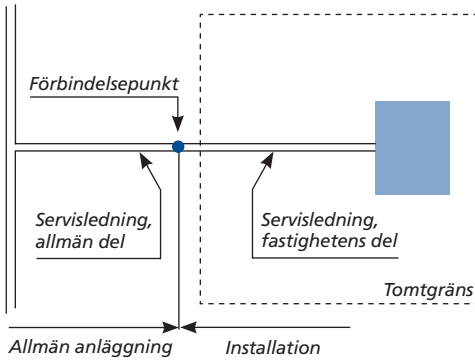 Förbindelsepunkt
Servisledning,
allmän del
Servisledning,
fastighetens del
Tomtgräns
Allmän anläggning
Installation